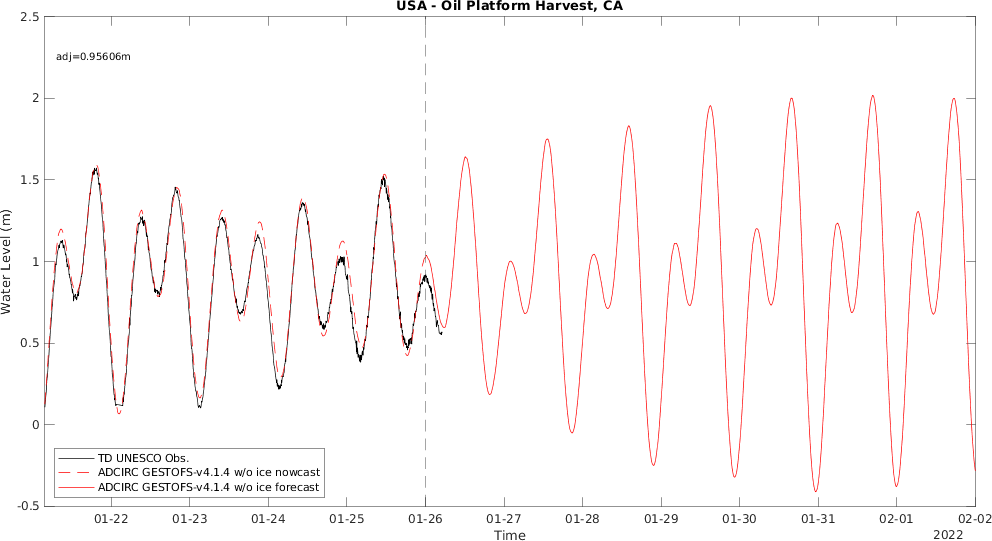 USA - Oil Platform Harvest, CA
2.5
adj=0.95606m
2
1.5
1
0.5
0
-0.5
Water Level (m)
TD UNESCO Obs.
ADCIRC GESTOFS-v4.1.4 w/o ice nowcast
ADCIRC GESTOFS-v4.1.4 w/o ice forecast
01-22 01-23 01-24 01-25 01-26 01-27 01-28 01-29 01-30 01-31 02-01 02-02
Time
2022